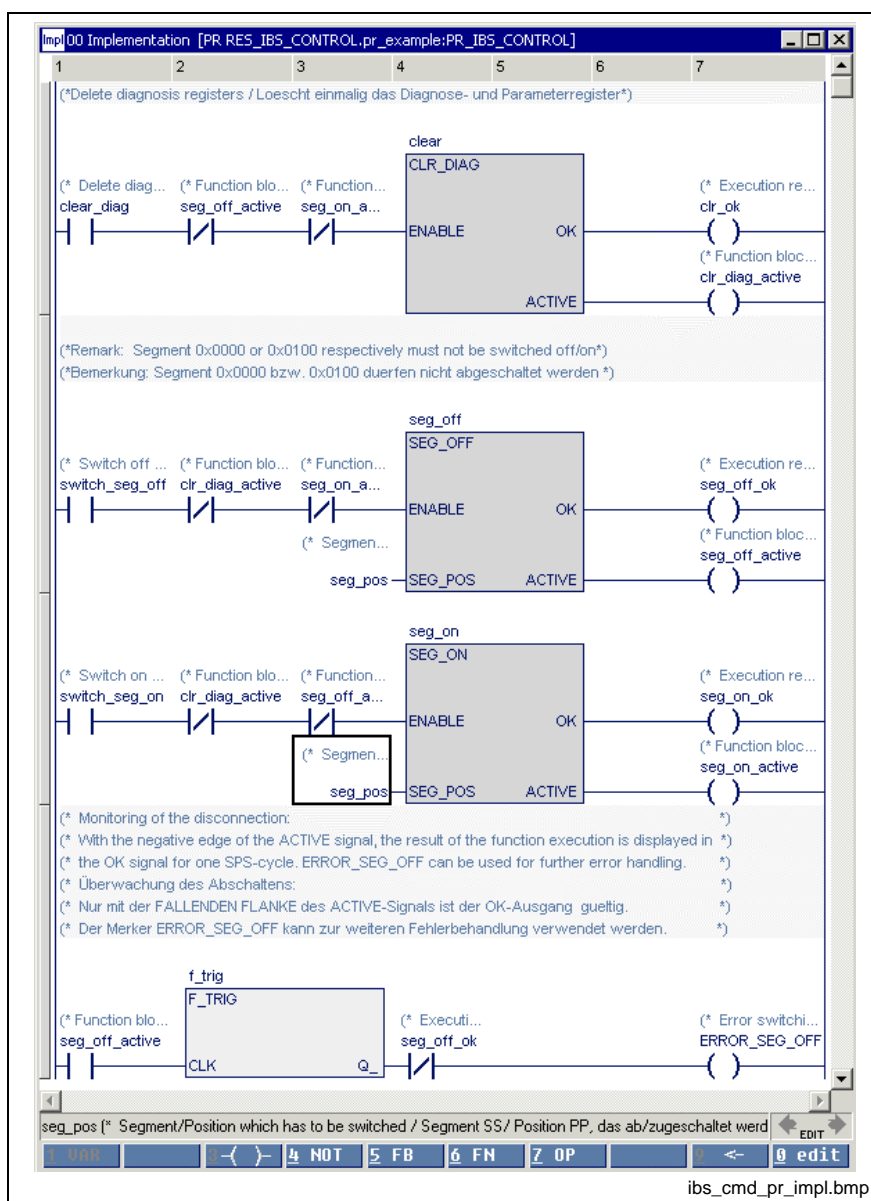 Impl 00 Implementation [PR RES_IBS_CONTROL.pr_example:PR_IBS_CONTROL]
1 2 3 4 5 6 7
(*Delete diagnosis registers / Loescht einmalig das Diagnose- und Parameterregister*)
clear
CLR_DIAG
(* Delete diag... (* Function blo... (* Function... (* Execution re...
clear_diag seg_off_active seg_on_a... clr_ok
ENABLE OK
(* Function bloc...
clr_diag_active
ACTIVE
(*Remark: Segment 0x0000 or 0x0100 respectively must not be switched off/on*)
(*Bemerkung: Segment 0x0000 bzw. 0x0100 duerfen nicht abgeschaltet werden *)
seg_off
SEG_OFF
(* Switch off ... (* Function blo... (* Function... (* Execution re...
switch_seg_off clr_diag_active seg_on_a... seg_off_ok
ENABLE OK
(* Segmen... (* Function bloc...
seg_off_active
seg_pos SEG_POS ACTIVE
seg_on
SEG_ON
(* Switch on ... (* Function blo... (* Function... (* Execution re...
switch_seg_on clr_diag_active seg_off_a... seg_on_ok
ENABLE OK
(* Segmen... (* Function bloc...
seg_on_active
seg_pos SEG_POS ACTIVE
(* Monitoring of the disconnection: *)
(* With the negative edge of the ACTIVE signal, the result of the function execution is displayed in *)
(* the OK signal for one SPS-cycle. ERROR_SEG_OFF can be used for further error handling. *)
(* Überwachung des Abschaltens: *)
(* Nur mit der FALLENDEN FLANKE des ACTIVE-Signals ist der OK-Ausgang gueltig. *)
(* Der Merker ERROR_SEG_OFF kann zur weiteren Fehlerbehandlung verwendet werden. *)
f_trig
F_TRIG
(* Function blo... (* Executi... (* Error switchi...
seg_off_active seg_off_ok ERROR_SEG_OFF
CLK Q_
seg_pos (* Segment/Position which has to be switched / Segment SS/ Position PP, das ab/zugeschaltet werd EDIT
1 VAR 3 -( )- 4 NOT 5 FB 6 FN 7 OP 9 <- 0 edit
ibs_cmd_pr_impl.bmp